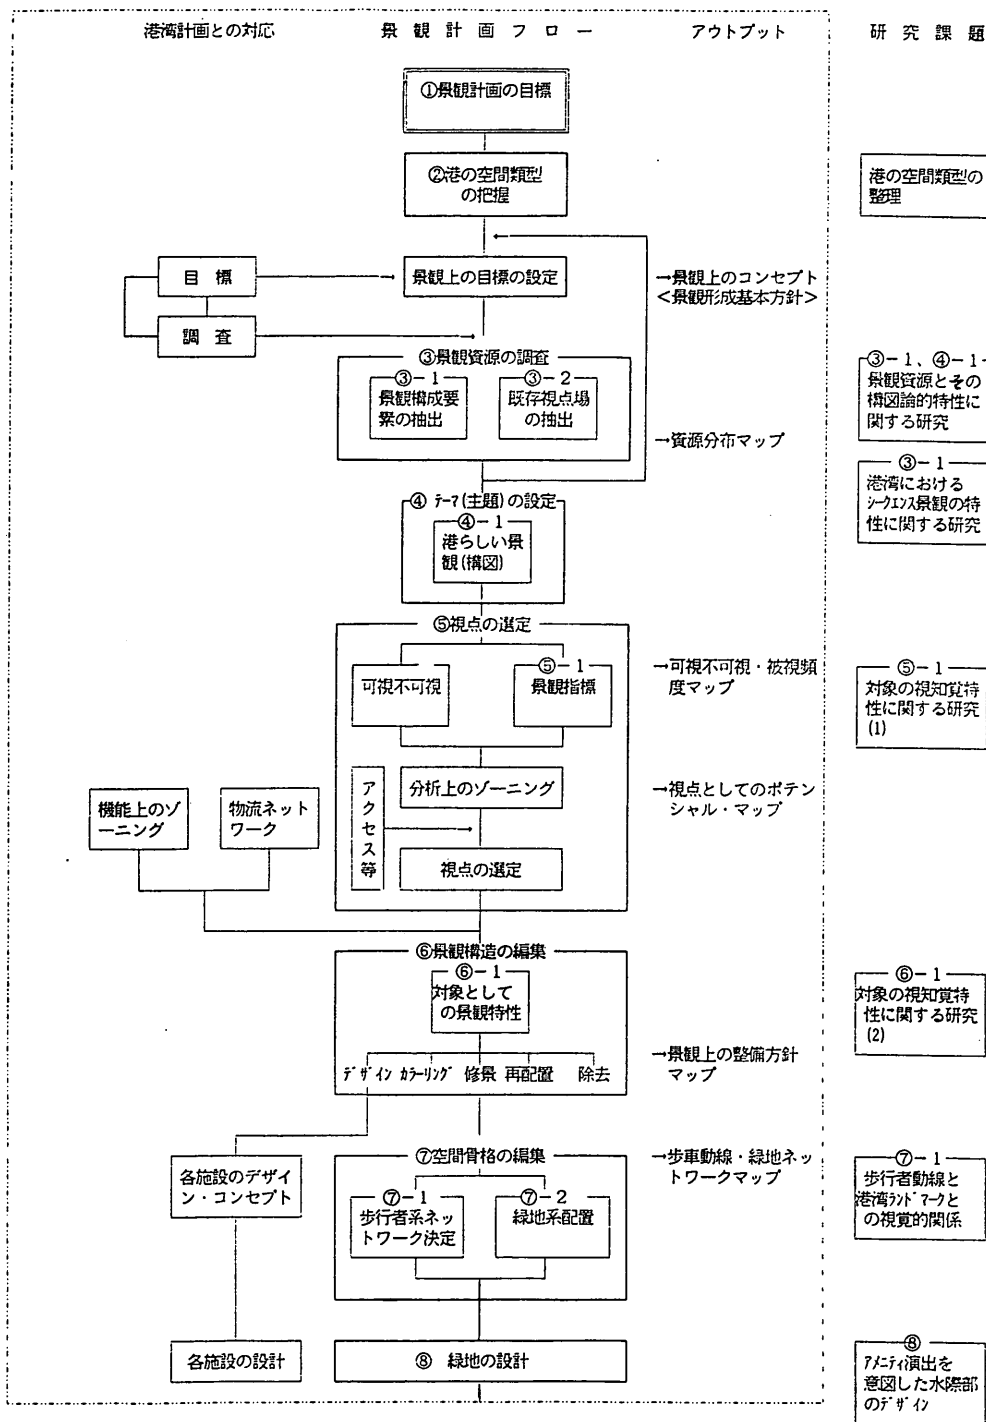 港湾計画との対応
景観計画フロー
アウトプット
研究課題
①景観計画の目標
②港の空間類型
の把握
港の空間類型の
整理
目標
景観上の目標の設定
→景観上のコンセプト
＜景観形成基本方針＞
調査
③景観資源の調査
③－1
景観構成要
素の抽出
③－2
既存視点場
の抽出
→資源分布マップ
③－1、④－1
景観資源とその
構図論的特性に
関する研究
③－1
港湾における
ｼｰｸｴﾝｽ景観の特
性に関する研究
④ ﾃｰﾏ(主題)の設定
④－1
港らしい景
観(構図)
⑤視点の選定
可視不可視
⑤－1
景観指標
→可視不可視・被視頻
度マップ
⑤－1
対象の視知覚特
性に関する研究
(1)
機能上のゾ
ーニング
物流ネット
ワーク
アクセス等
分析上のゾーニング
→視点としてのポテン
シャル・マップ
視点の選定
⑥景観構造の編集
⑥－1
対象として
の景観特性
⑥－1
対象の視知覚特
性に関する研究
(2)
ﾃﾞｻﾞｲﾝ ｶﾗｰﾘﾝｸﾞ 修景 再配置 除去
→景観上の整備方針
マップ
各施設のデザイ
ン・コンセプト
⑦空間骨格の編集
⑦－1
歩行者系ネッ
トワーク決定
⑦－2
緑地系配置
→歩車動線・緑地ネッ
トワークマップ
⑦－1
歩行者動線と
港湾ﾗﾝﾄﾞﾏｰｸと
の視覚的関係
各施設の設計
⑧ 緑地の設計
⑧
ｱﾒﾆﾃｨ演出を
意図した水際部
のﾃﾞｻﾞｲﾝ